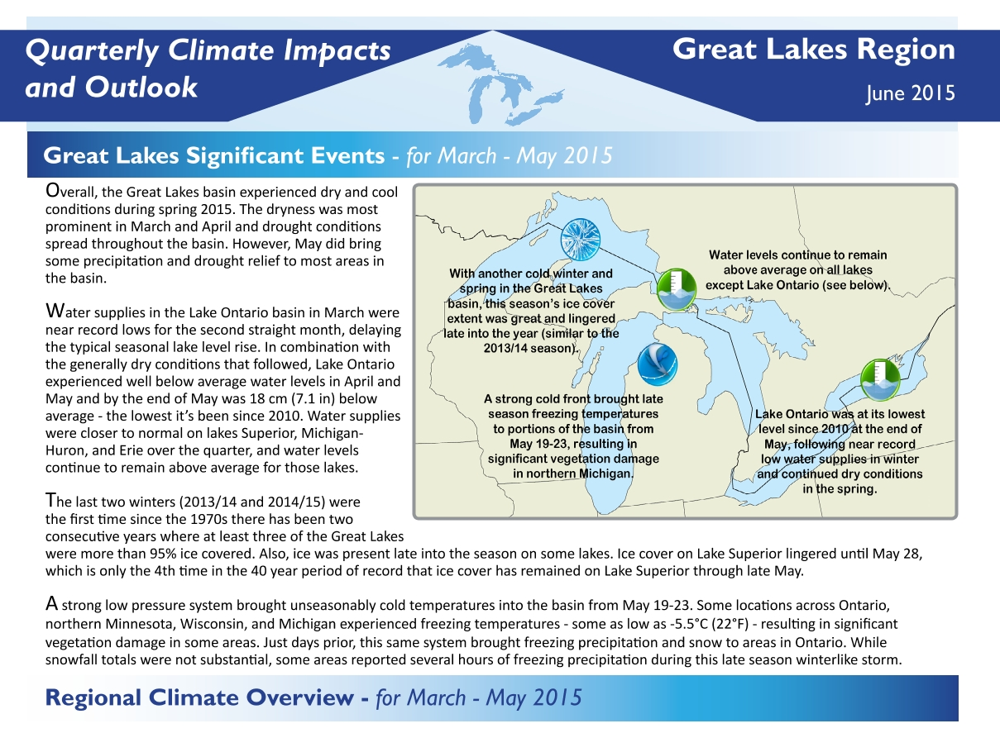 Quarterly Climate Impacts
and Outlook
Great Lakes Region
June 2015
Great Lakes Significant Events - for March - May 2015
Overall, the Great Lakes basin experienced dry and cool
conditions during spring 2015. The dryness was most
prominent in March and April and drought conditions
spread throughout the basin. However, May did bring
some precipitation and drought relief to most areas in
the basin.
Water supplies in the Lake Ontario basin in March were
near record lows for the second straight month, delaying
the typical seasonal lake level rise. In combination with
the generally dry conditions that followed, Lake Ontario
experienced well below average water levels in April and
May and by the end of May was 18 cm (7.1 in) below
average - the lowest it's been since 2010. Water supplies
were closer to normal on lakes Superior, Michigan-
Huron, and Erie over the quarter, and water levels
continue to remain above average for those lakes.
The last two winters (2013/14 and 2014/15) were
the first time since the 1970s there has been two
consecutive years where at least three of the Great Lakes
were more than 95% ice covered. Also, ice was present late into the season on some lakes. Ice cover on Lake Superior lingered until May 28,
which is only the 4th time in the 40 year period of record that ice cover has remained on Lake Superior through late May.
A strong low pressure system brought unseasonably cold temperatures into the basin from May 19-23. Some locations across Ontario,
northern Minnesota, Wisconsin, and Michigan experienced freezing temperatures - some as low as -5.5°C (22°F) - resulting in significant
vegetation damage in some areas. Just days prior, this same system brought freezing precipitation and snow to areas in Ontario. While
snowfall totals were not substantial, some areas reported several hours of freezing precipitation during this late season winterlike storm.
With another cold winter and
spring in the Great Lakes
basin, this season's ice cover
extent was great and lingered
late into the year (similar to the
2013/14 season).
Water levels continue to remain
above average on all lakes
except Lake Ontario (see below).
A strong cold front brought late
season freezing temperatures
to portions of the basin from
May 19-23, resulting in
significant vegetation damage
in northern Michigan.
Lake Ontario was at its lowest
level since 2010 at the end of
May, following near record
low water supplies in winter
and continued dry conditions
in the spring.
Regional Climate Overview - for March - May 2015